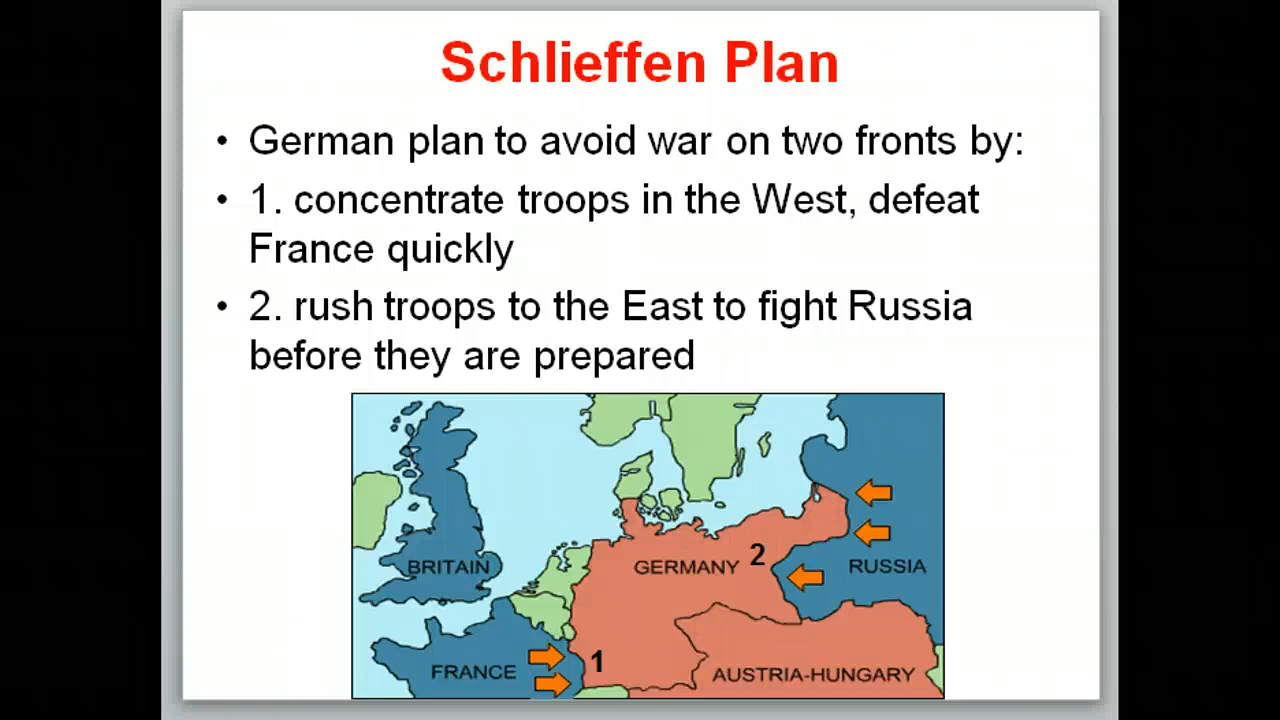 Schlieffen Plan
• German plan to avoid war on two fronts by:
• 1. concentrate troops in the West, defeat
France quickly
• 2. rush troops to the East to fight Russia
before they are prepared
BRITAIN
GERMANY 2
RUSSIA
FRANCE
1
AUSTRIA-HUNGARY